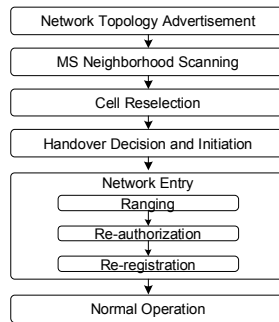 Network Topology Advertisement
MS Neighborhood Scanning
Cell Reselection
Handover Decision and Initiation
Network Entry
Ranging
Re-authorization
Re-registration
Normal Operation